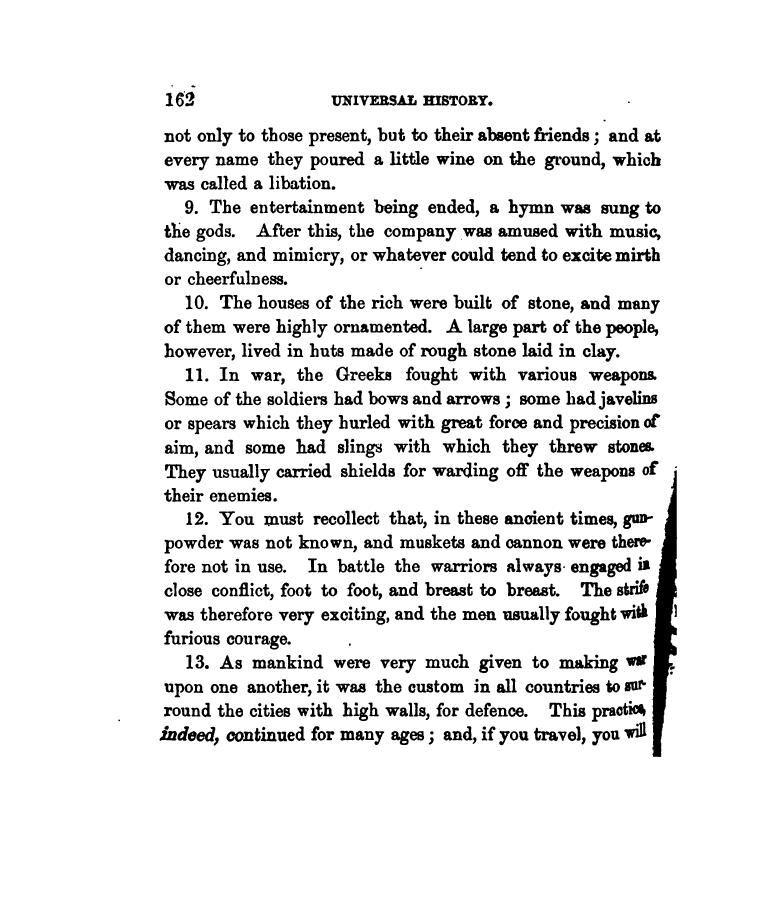 162 UNIVERSAL HISTORY.
not only to those present, but to their absent friends ; and at
every name they poured a little wine on the ground, which
was called a libation.
9. The entertainment being ended, a hymn was sung to
the gods. After this, the company was amused with music,
dancing, and mimicry, or whatever could tend to excite mirth
or cheerfulness.
10. The houses of the rich were built of stone, and many
of them were highly ornamented. A large part of the people,
however, lived in huts made of rough stone laid in clay.
11. In war, the Greeks fought with various weapons.
Some of the soldiers had bows and arrows ; some had javelins
or spears which they hurled with great force and precision of
aim, and some had slings with which they threw stones.
They usually carried shields for warding off the weapons of
their enemies.
12. You must recollect that, in these ancient times, gun-
powder was not known, and muskets and cannon were there-
fore not in use. In battle the warriors always engaged in
close conflict, foot to foot, and breast to breast. The strife
was therefore very exciting, and the men usually fought with
furious courage.
13. As mankind were very much given to making war
upon one another, it was the custom in all countries to sur-
round the cities with high walls, for defence. This practice,
indeed, continued for many ages ; and, if you travel, you will